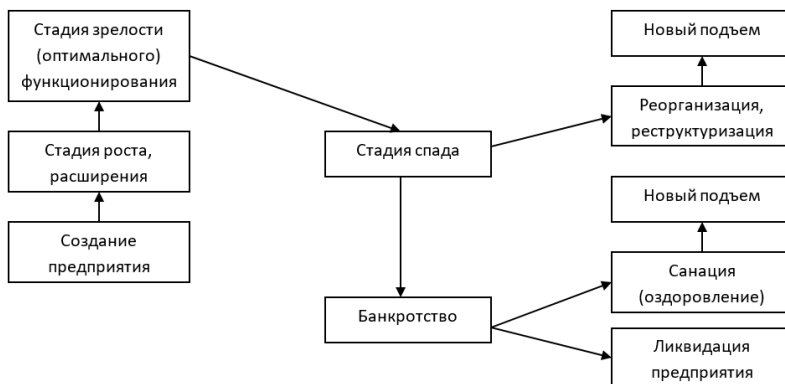 Стадия зрелости
(оптимального)
функционирования
Стадия роста,
расширения
Создание
предприятия
Стадия спада
Банкротство
Новый подъем
Реорганизация,
реструктуризация
Новый подъем
Санация
(оздоровление)
Ликвидация
предприятия